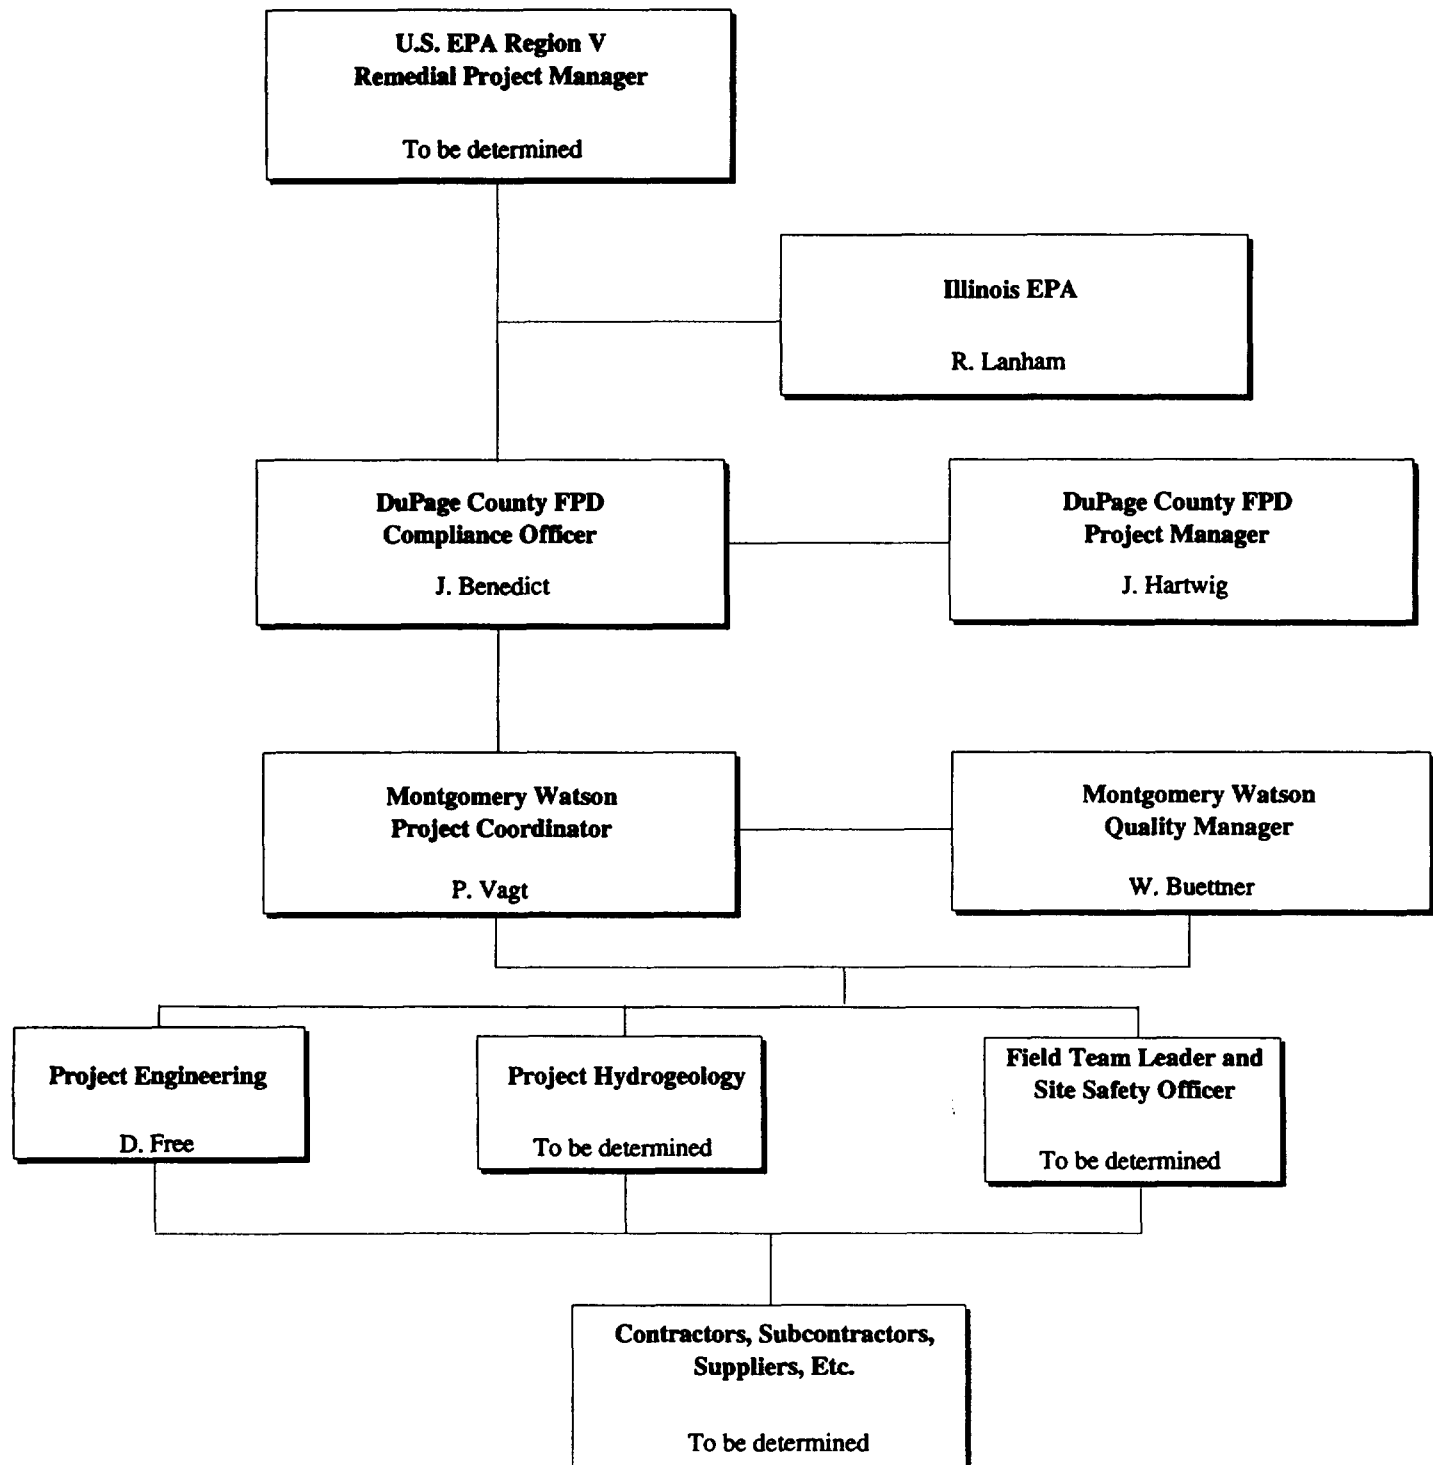 U.S. EPA Region V
Remedial Project Manager
To be determined
Illinois EPA
R. Lanham
DuPage County FPD
Compliance Officer
J. Benedict
DuPage County FPD
Project Manager
J. Hartwig
Montgomery Watson
Project Coordinator
P. Vagt
Montgomery Watson
Quality Manager
W. Buettner
Project Engineering
D. Free
Project Hydrogeology
To be determined
Field Team Leader and
Site Safety Officer
To be determined
Contractors, Subcontractors,
Suppliers, Etc.
To be determined